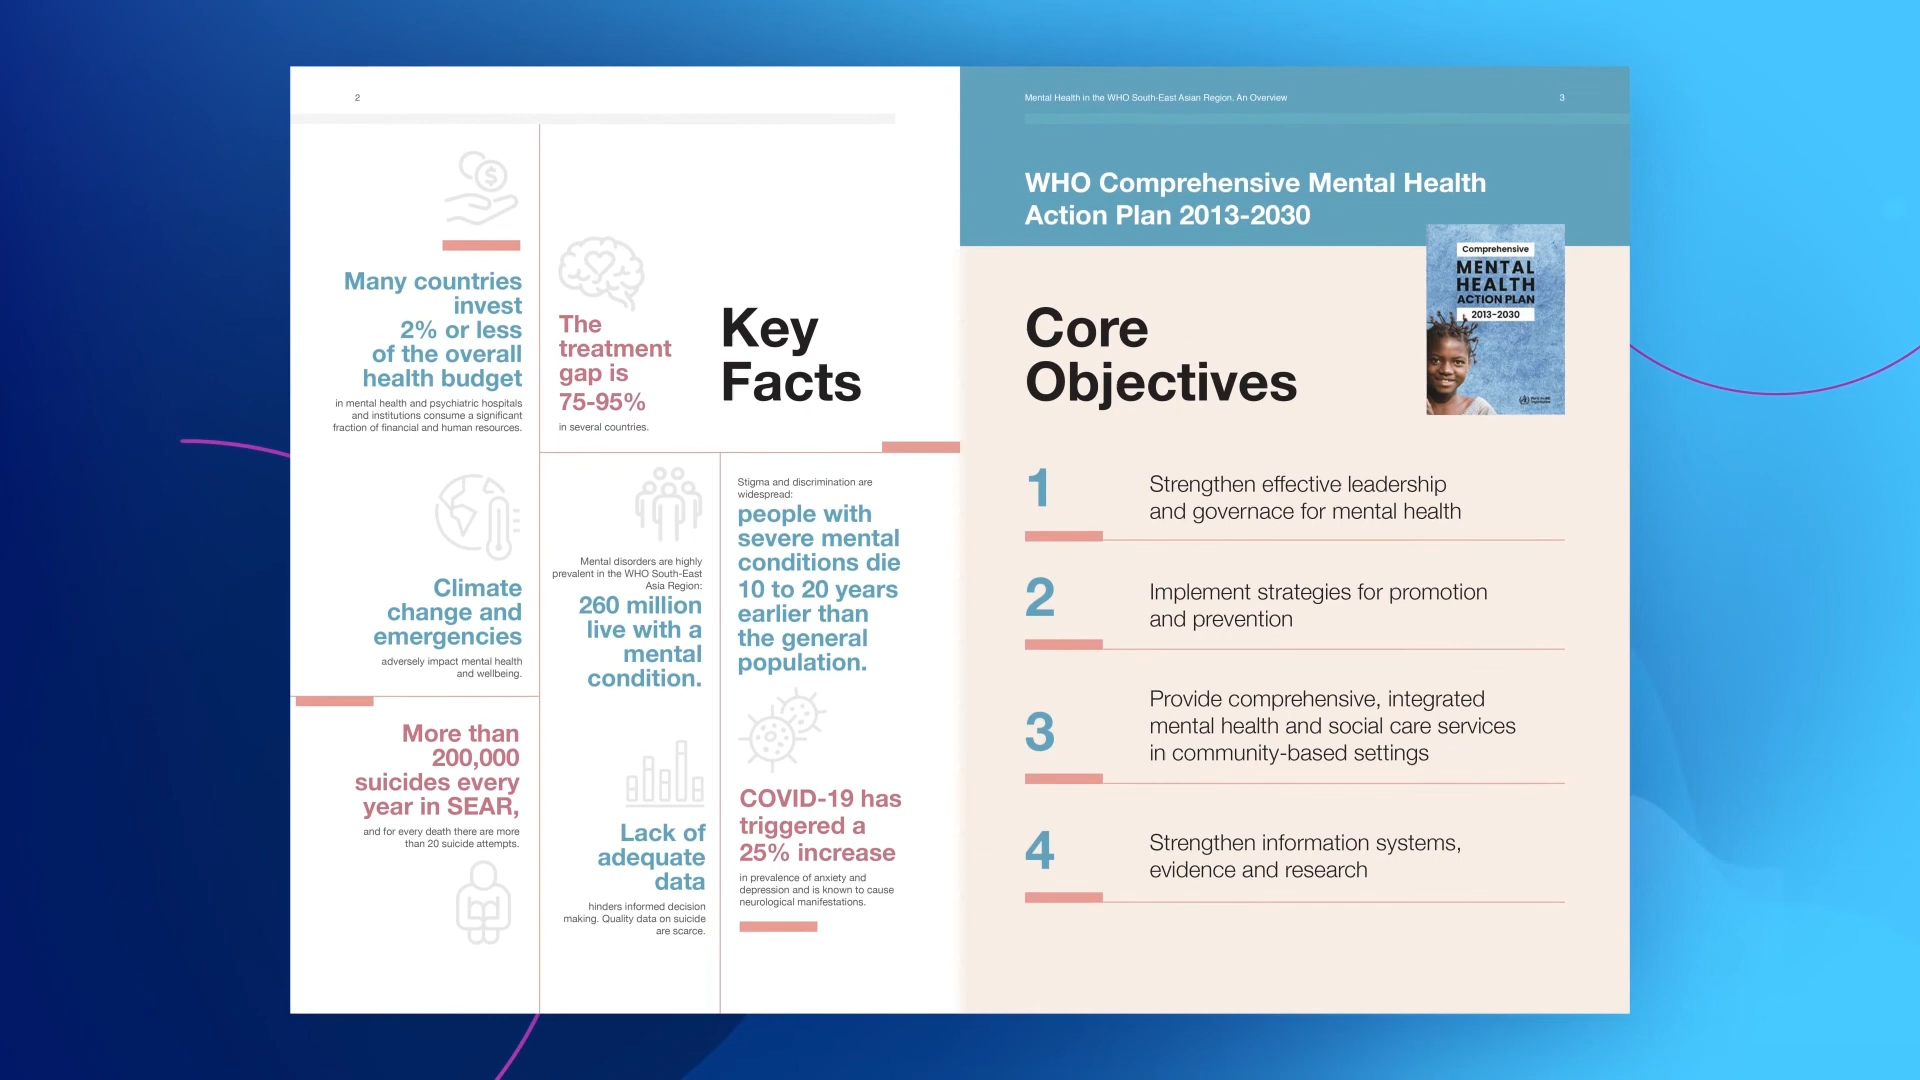 2
Many countries
invest
2% or less
of the overall
health budget
in mental health and psychiatric hospitals
and institutions consume a significant
fraction of financial and human resources.
Climate
change and
emergencies
adversely impact mental health
and wellbeing.
More than
200,000
suicides every
year in SEAR,
and for every death there are more
than 20 suicide attempts.
The
treatment
gap is
75-95%
in several countries.
Key
Facts
Mental disorders are highly
prevalent in the WHO South-East
Asia Region:
260 million
live with a
mental
condition.
Lack of
adequate
data
hinders informed decision
making. Quality data on suicide
are scarce.
Stigma and discrimination are
widespread:
people with
severe mental
conditions die
10 to 20 years
earlier than
the general
population.
COVID-19 has
triggered a
25% increase
in prevalence of anxiety and
depression and is known to cause
neurological manifestations.
Mental Health in the WHO South-East Asian Region. An Overview
3
WHO Comprehensive Mental Health
Action Plan 2013-2030
Comprehensive
MENTAL
HEALTH
ACTION PLAN
2013-2030
Core
Objectives
1
Strengthen effective leadership
and governace for mental health
2
Implement strategies for promotion
and prevention
3
Provide comprehensive, integrated
mental health and social care services
in community-based settings
4
Strengthen information systems,
evidence and research